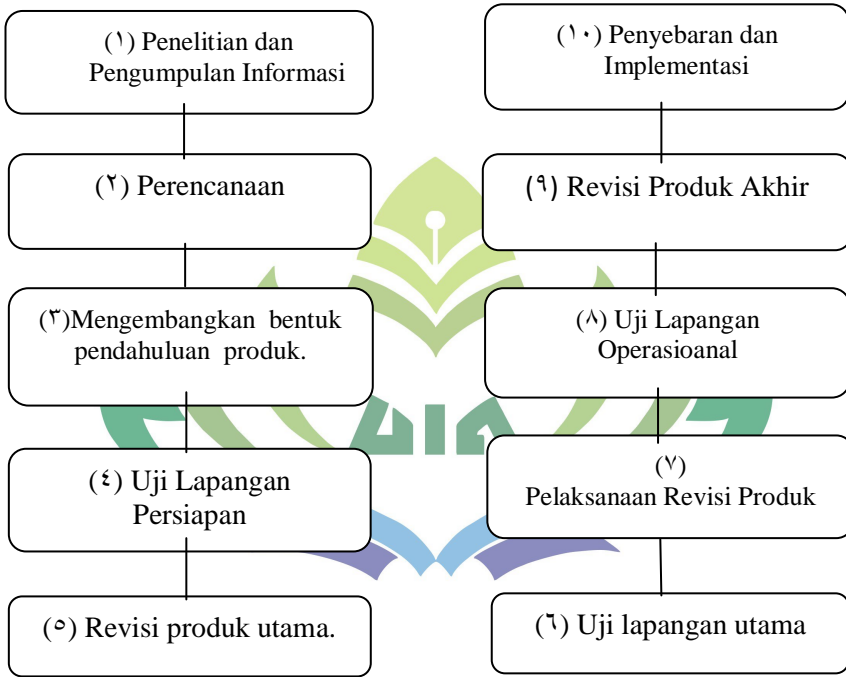 (١) Penelitian dan
Pengumpulan Informasi
(٢) Perencanaan
(٣)Mengembangkan bentuk
pendahuluan produk.
(٤) Uji Lapangan
Persiapan
(٥) Revisi produk utama.
(١٠) Penyebaran dan
Implementasi
(٩) Revisi Produk Akhir
(٨) Uji Lapangan
Operasioanal
(٧)
Pelaksanaan Revisi Produk
(٦) Uji lapangan utama